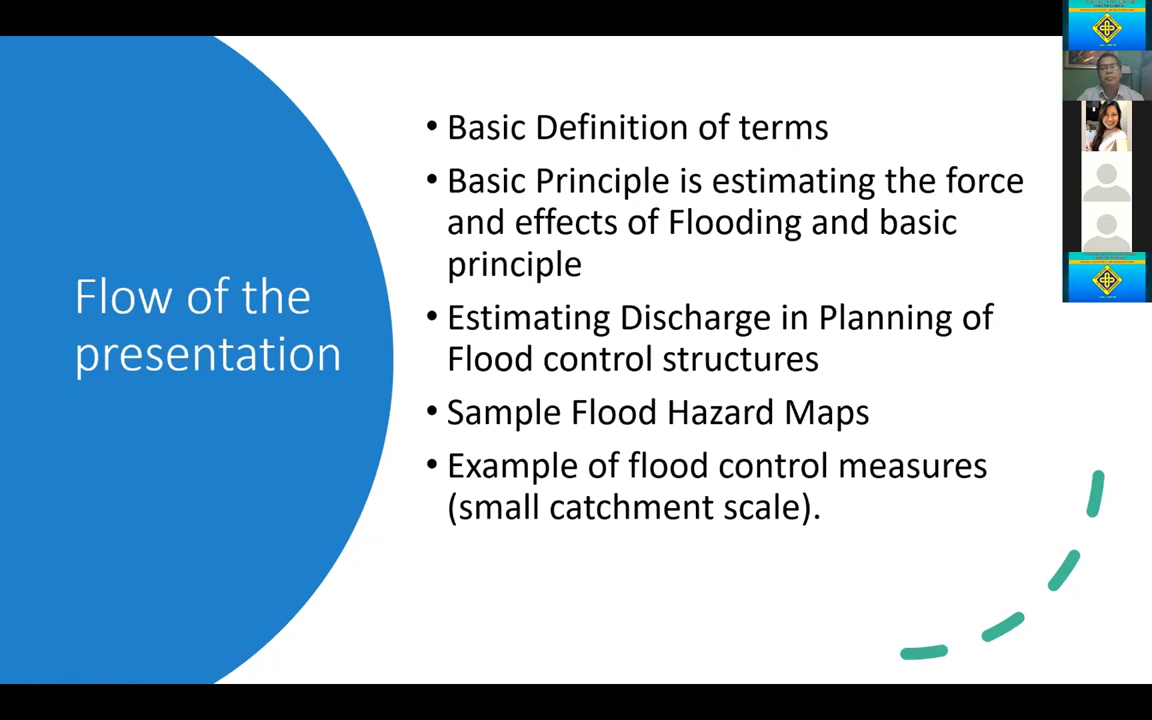 Flow of the
presentation
• Basic Definition of terms
• Basic Principle is estimating the force
and effects of Flooding and basic
principle
• Estimating Discharge in Planning of
Flood control structures
• Sample Flood Hazard Maps
• Example of flood control measures
(small catchment scale).